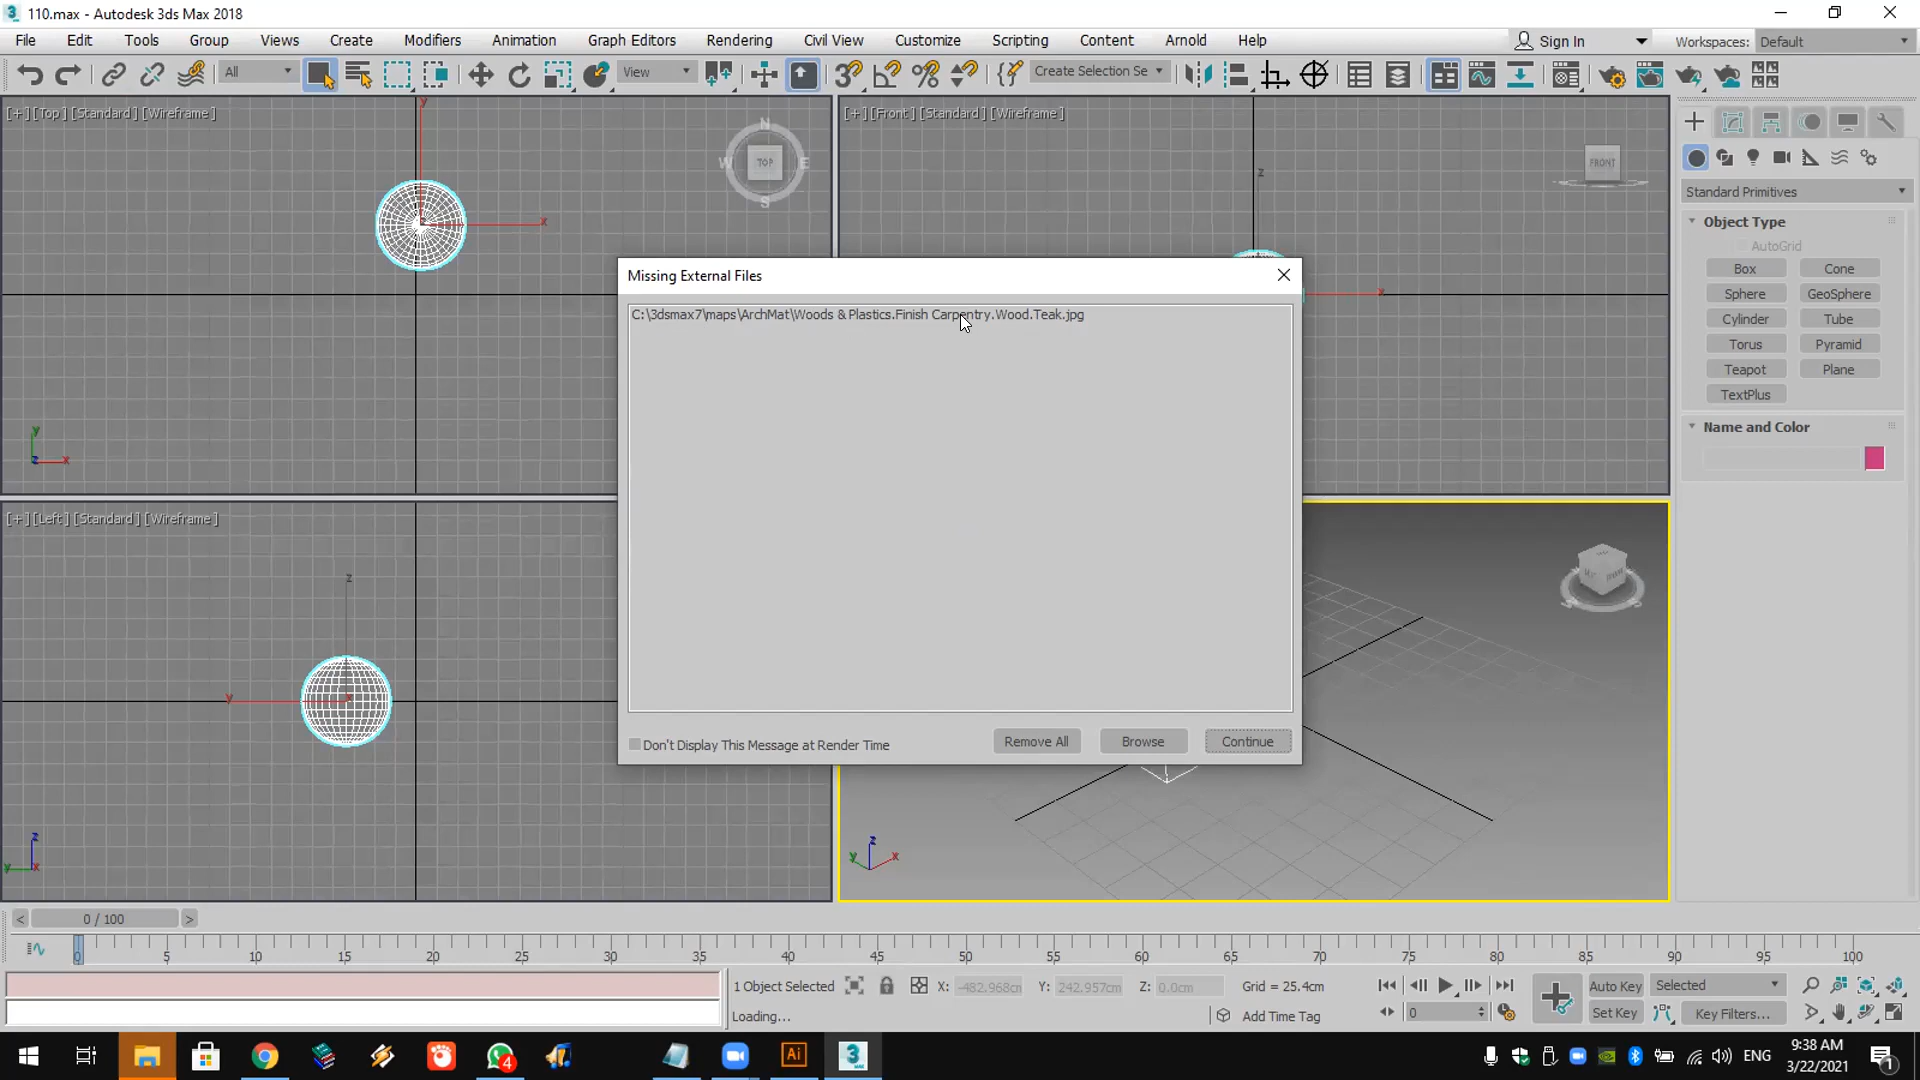 110.max - Autodesk 3ds Max 2018
File Edit Tools Group Views Create Modifiers Animation Graph Editors Rendering Civil View Customize Scripting Content Arnold Help
Sign In
Workspaces: Default
All
View
Create Selection Se
[+] [Top] [Standard] [Wireframe]
[+] [Front] [Standard] [Wireframe]
[+] [Left] [Standard] [Wireframe]
N
W TOP E
S
FRONT
y
x
z
x
y
z x
z
y
z
y x
z
y x
Standard Primitives
Object Type
AutoGrid
Box Cone
Sphere GeoSphere
Cylinder Tube
Torus Pyramid
Teapot Plane
TextPlus
Name and Color
Missing External Files
C:\3dsmax7\maps\ArchMat\Woods & Plastics.Finish Carpentry.Wood.Teak.jpg
Don't Display This Message at Render Time
Remove All Browse Continue
< 0 / 100 >
0 5 10 15 20 25 30 35 40 45 50 55 60 65 70 75 80 85 90 95 100
1 Object Selected X: -482.968cm Y: 242.957cm Z: 0.0cm Grid = 25.4cm
Auto Key Selected
Loading... Add Time Tag
0
Set Key Key Filters...
4
Ai
3
MAX
ENG
9:38 AM
3/22/2021
1